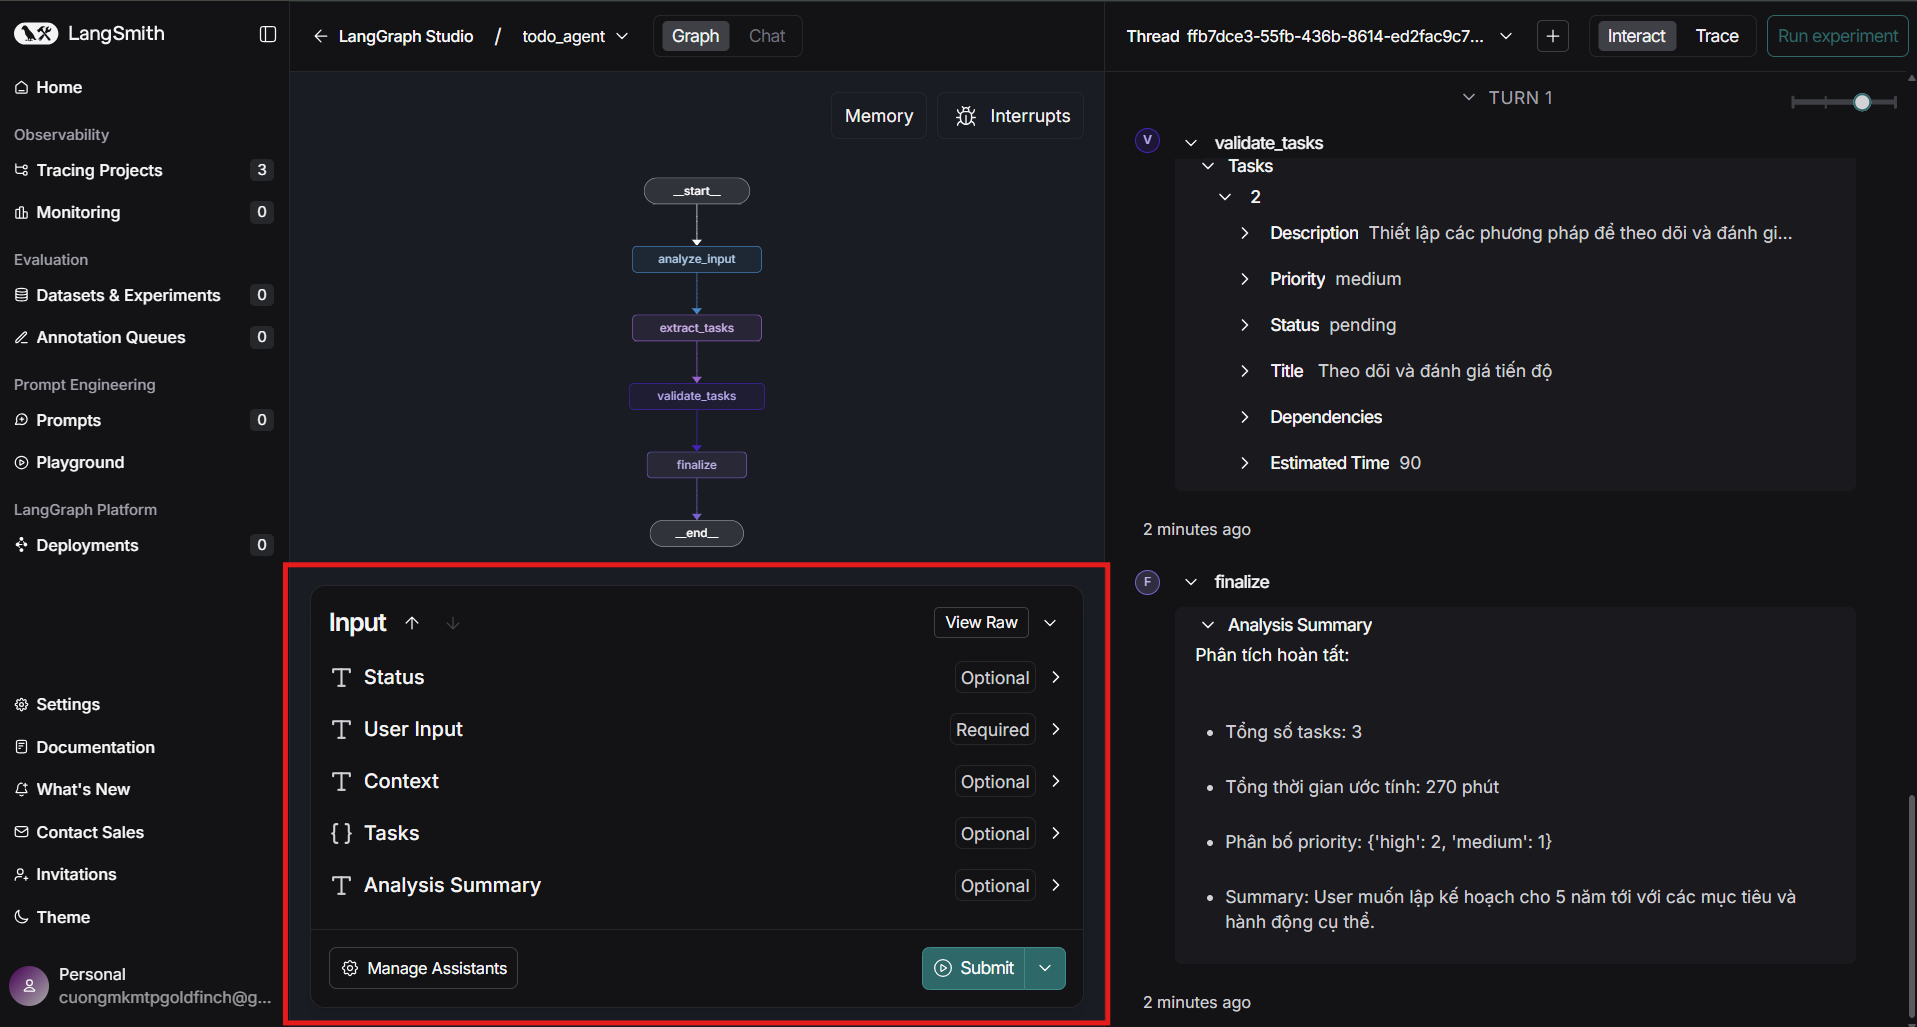 LangSmith
Home
Observability
Tracing Projects 3
Monitoring 0
Evaluation
Datasets & Experiments 0
Annotation Queues 0
Prompt Engineering
Prompts 0
Playground
LangGraph Platform
Deployments 0
Settings
Documentation
What's New
Contact Sales
Invitations
Theme
Personal
cuongmkmtpgoldfinch@g...
LangGraph Studio / todo_agent
Graph Chat
Memory Interrupts
__start__
analyze_input
extract_tasks
validate_tasks
finalize
__end__
Input View Raw
Status Optional
User Input Required
Context Optional
{} Tasks Optional
Analysis Summary Optional
Manage Assistants Submit
Thread ffb7dce3-55fb-436b-8614-ed2fac9c7... + Interact Trace Run experiment
TURN 1
V validate_tasks
Tasks
2
Description Thiết lập các phương pháp để theo dõi và đánh gi...
Priority medium
Status pending
Title Theo dõi và đánh giá tiến độ
Dependencies
Estimated Time 90
2 minutes ago
F finalize
Analysis Summary
Phân tích hoàn tất:
• Tổng số tasks: 3
• Tổng thời gian ước tính: 270 phút
• Phân bố priority: {'high': 2, 'medium': 1}
• Summary: User muốn lập kế hoạch cho 5 năm tới với các mục tiêu và
hành động cụ thể.
2 minutes ago